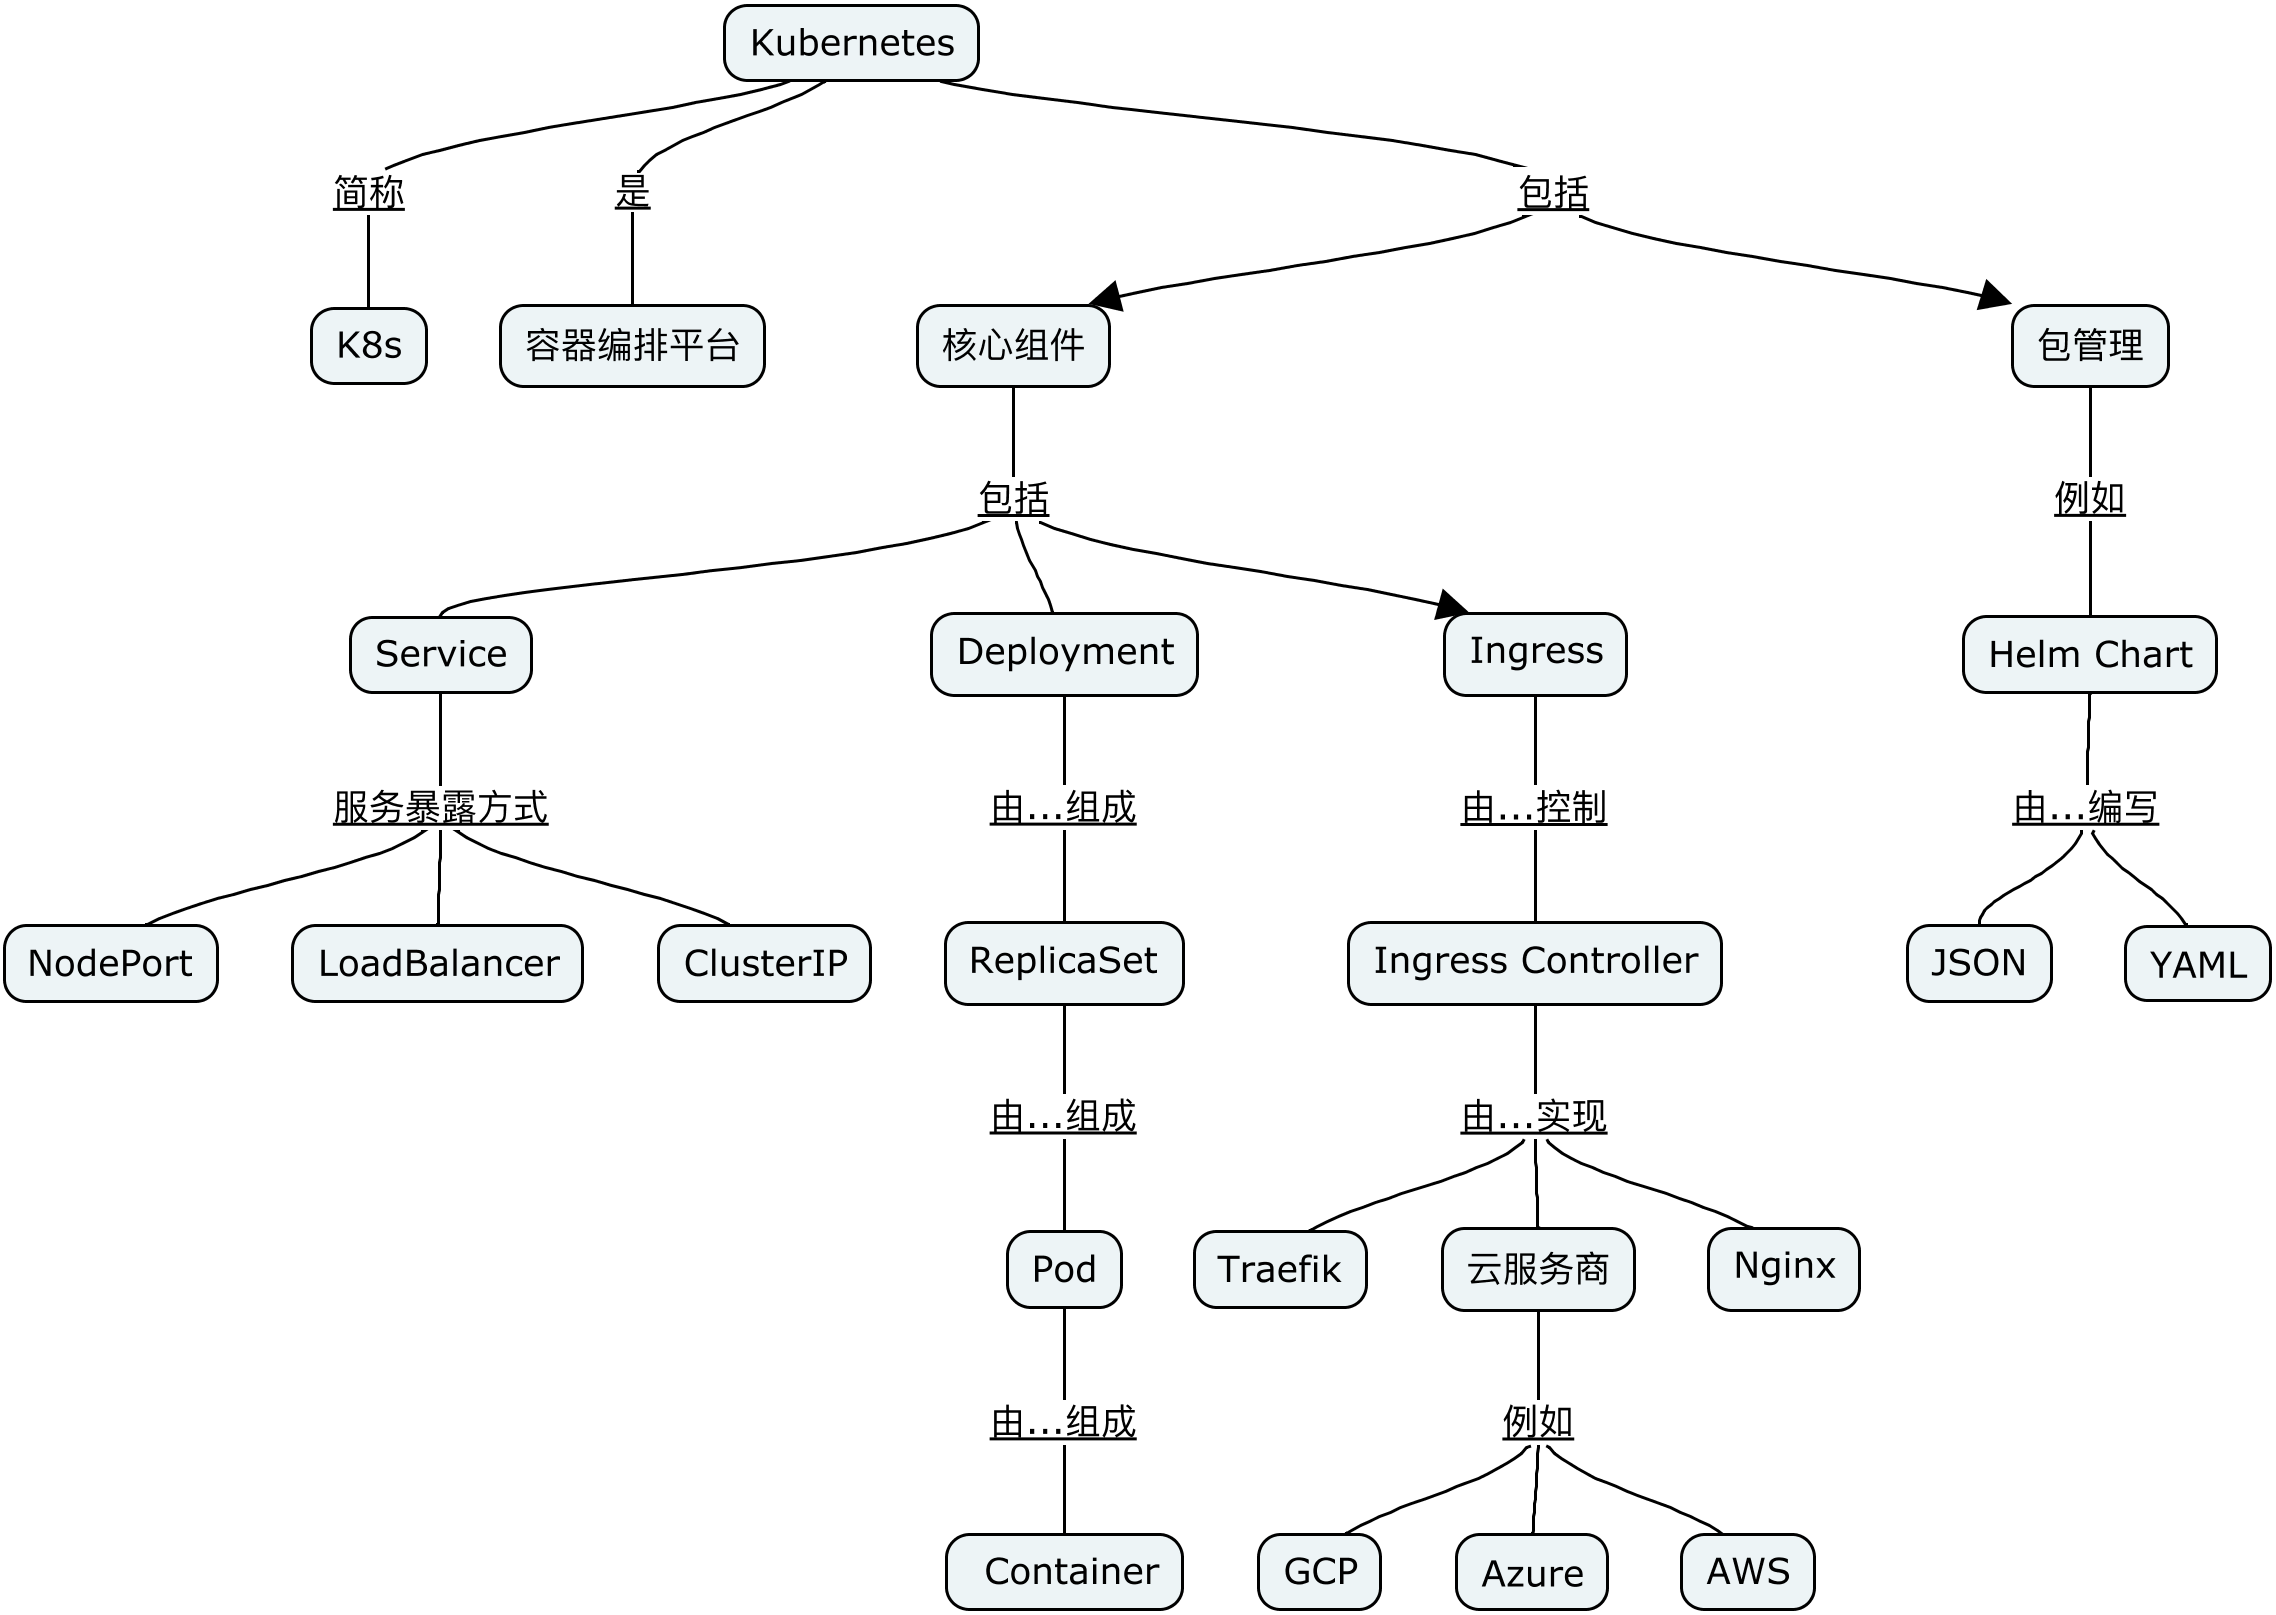 Kubernetes
简称
是
包括
K8s
容器编排平台
核心组件
包管理
包括
例如
Service
Deployment
Ingress
Helm Chart
服务暴露方式
由...组成
由...控制
由...编写
NodePort
LoadBalancer
ClusterIP
ReplicaSet
Ingress Controller
JSON
YAML
由...组成
由...实现
Pod
Traefik
云服务商
Nginx
由...组成
例如
Container
GCP
Azure
AWS